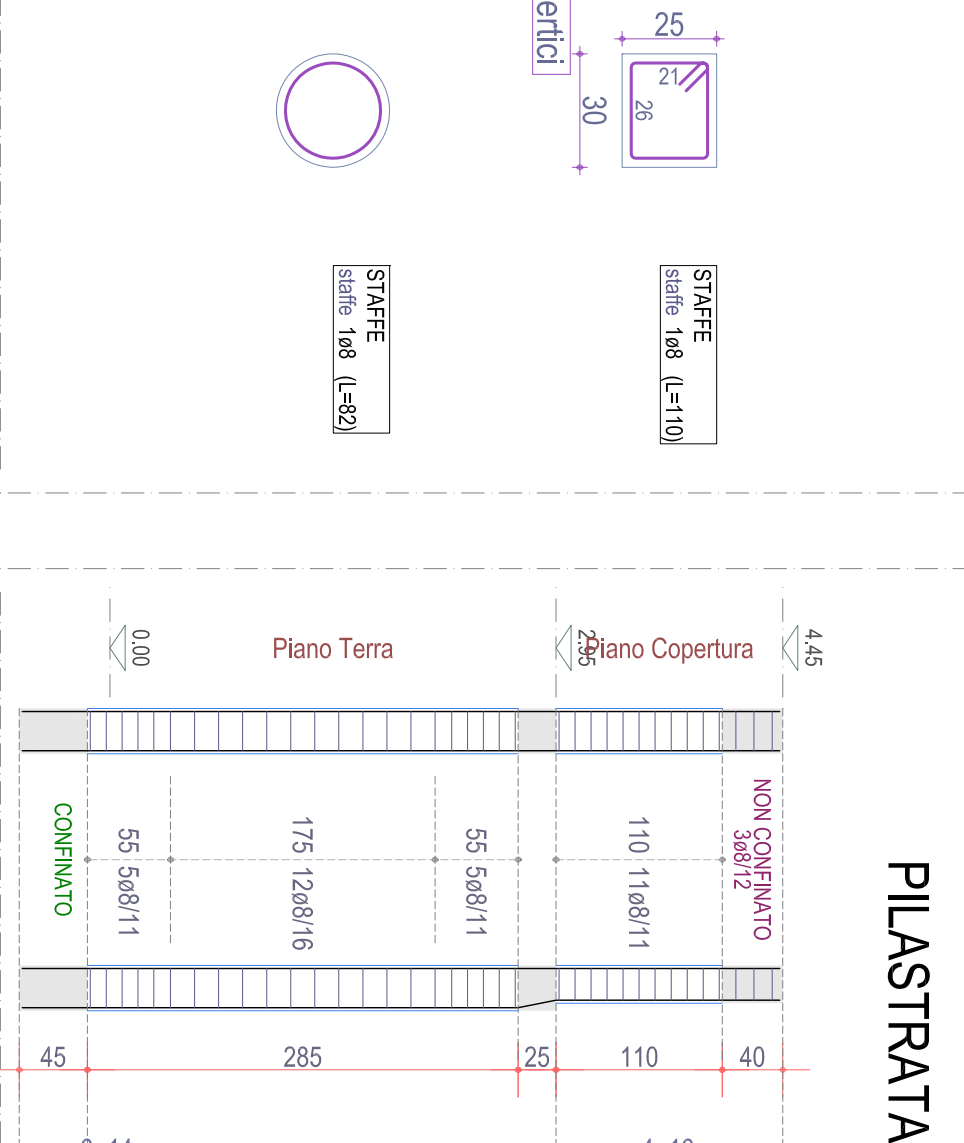 ertici
25
21
26
30
STAFFE
staffe 1ø8 (L=82)
STAFFE
staffe 1ø8 (L=110)
0.00
Piano Terra
2.95
Piano Copertura
4.45
CONFINATO
55 5ø8/11
175 12ø8/16
55 5ø8/11
110 11ø8/11
NON CONFINATO
3ø8/12
PILASTRATA
45
285
25
110
40